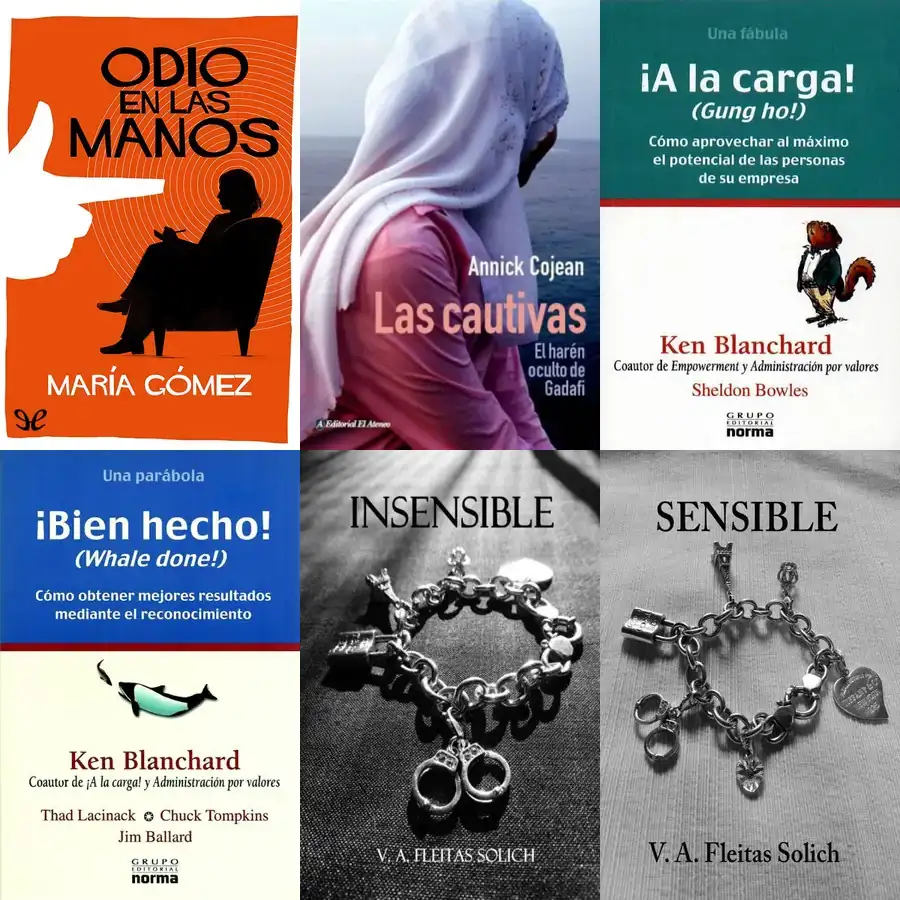 ODIO
EN LAS
MANOS
MARÍA GÓMEZ
Annick Cojean
Las cautivas
El harén
oculto de
Gadafi
A Editorial El Ateneo
Una fábula
¡A la carga!
(Gung ho!)
Cómo aprovechar al máximo
el potencial de las personas
de su empresa
Ken Blanchard
Coautor de Empowerment y Administración por valores
Sheldon Bowles
GRUPO
EDITORIAL
norma
Una parábola
¡Bien hecho!
(Whale done!)
Cómo obtener mejores resultados
mediante el reconocimiento
Ken Blanchard
Coautor de ¡A la carga! y Administración por valores
Thad Lacinack ✪ Chuck Tompkins
Jim Ballard
GRUPO
EDITORIAL
norma
INSENSIBLE
V. A. FLEITAS SOLICH
SENSIBLE
V. A. Fleitas Solich